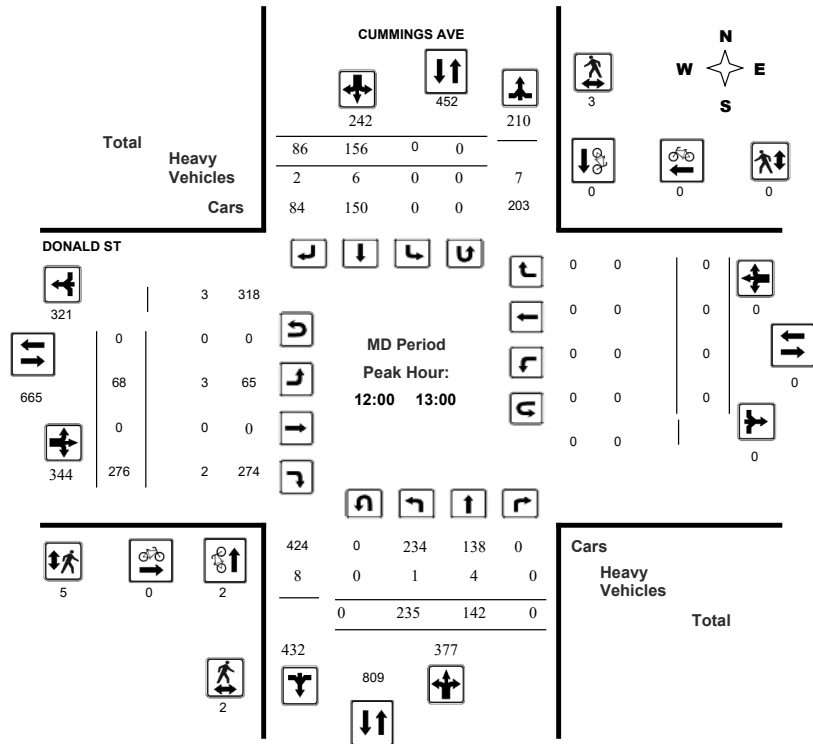 CUMMINGS AVE
N
W E
S
452
3
242 210
Total
86 156 0 0
Heavy
Vehicles
2 6 0 0 7
0 0 0
Cars 84 150 0 0 203
DONALD ST
0 0 0
321 3 318
0
0 0 0
0 0 0
MD Period
665
68 3 65
Peak Hour:
0 0 0
0
12:00 13:00
0 0 0
0 0 0
0 0
0
344 276 2 274
424 0 234 138 0 Cars
8 0 1 4 0 Heavy
Vehicles
5 0 2
0 235 142 0 Total
432 377
809
2